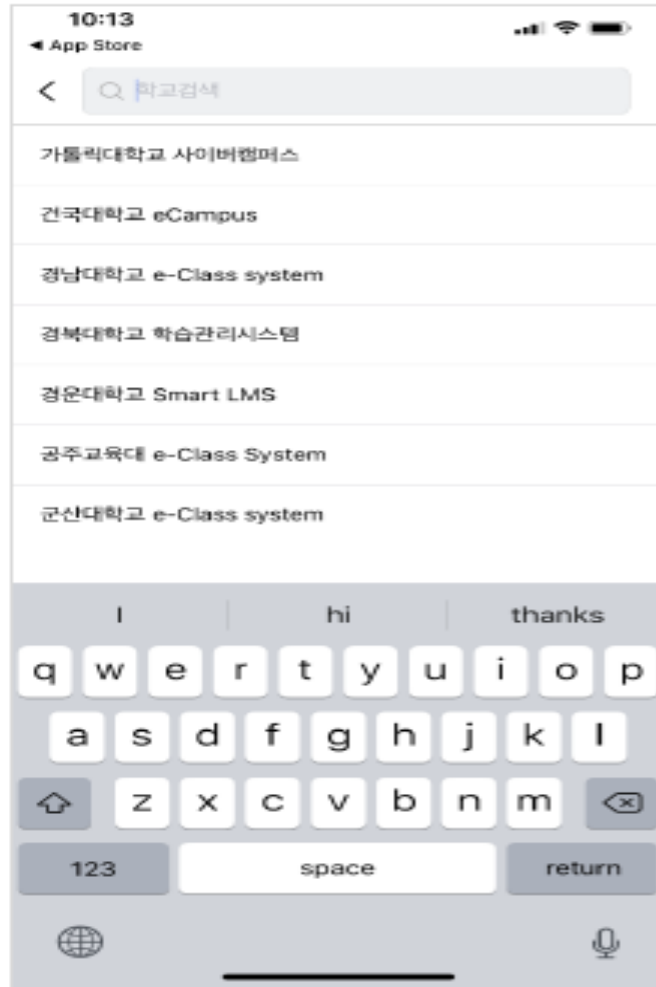 10:13
◀ App Store
학교검색
가톨릭대학교 사이버캠퍼스
건국대학교 eCampus
경남대학교 e-Class system
경북대학교 학습관리시스템
경운대학교 Smart LMS
공주교육대 e-Class System
군산대학교 e-Class system
I hi thanks
q w e r t y u i o p
a s d f g h j k l
z x c v b n m
123 space return